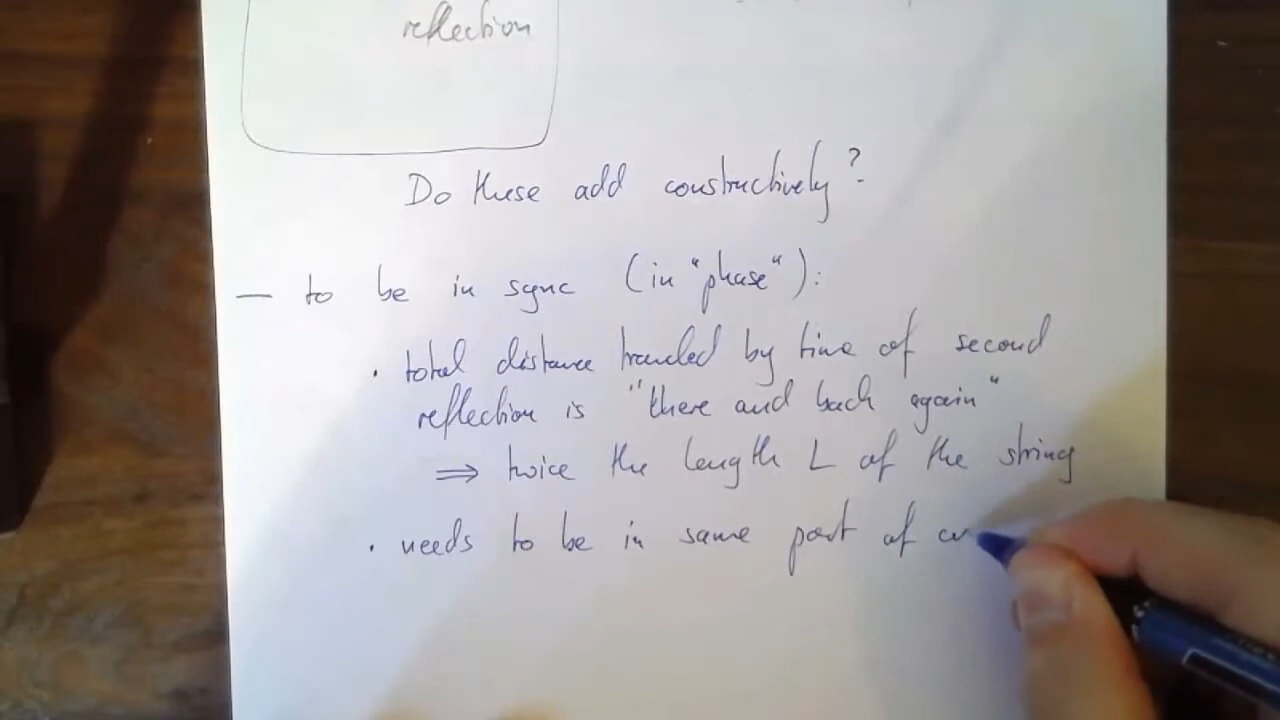 reflection
Do these add constructively?
— to be in sync (in "phase"):
· total distance traveled by time of second
reflection is "there and back again"
⇒ twice the length L of the string
· needs to be in same part of